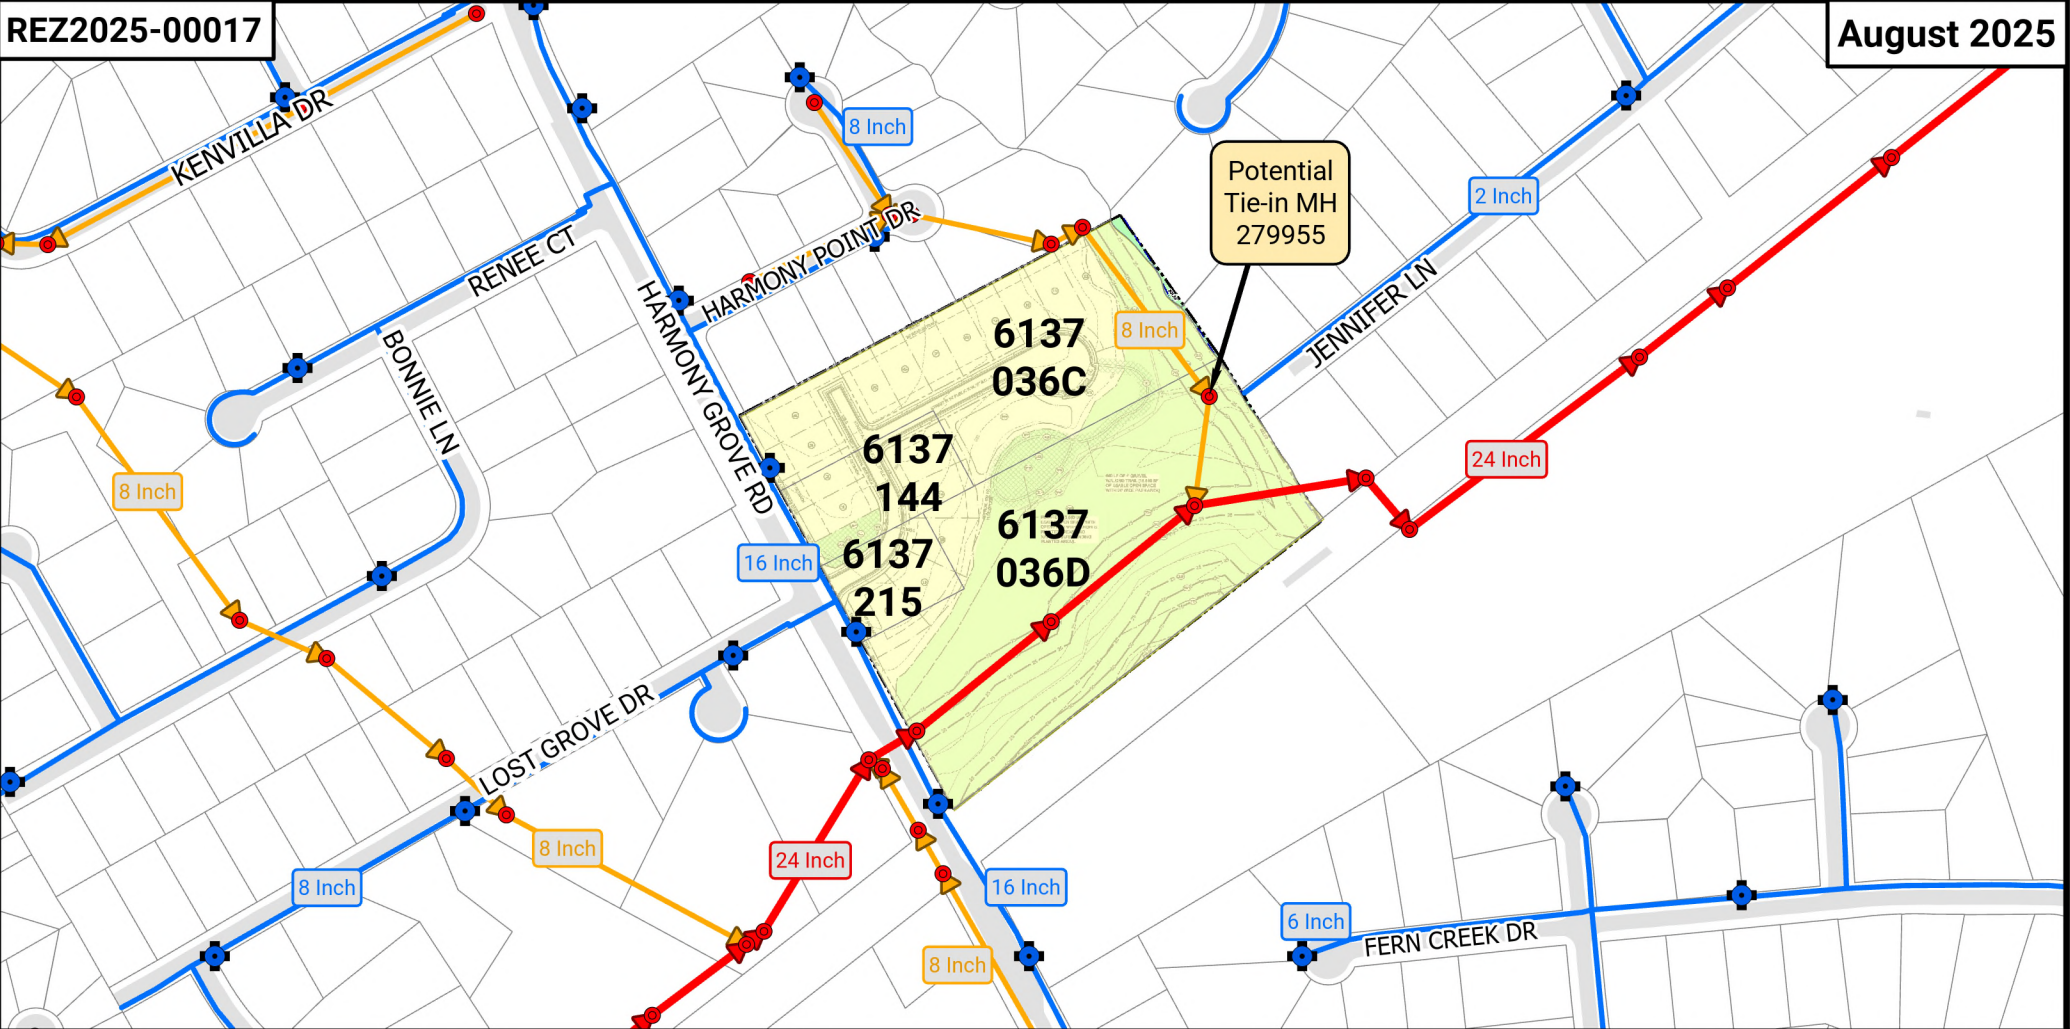 REZ2025-00017
August 2025
KENVILLA DR
8 Inch
Potential
Tie-in MH
279955
2 Inch
RENEE CT
HARMONY POINT DR
JENNIFER LN
HARMONY GROVE RD
BONNIE LN
8 Inch
6137
036C
6137
144
24 Inch
8 Inch
6137
036D
16 Inch
6137
215
LOST GROVE DR
8 Inch
24 Inch
8 Inch
16 Inch
6 Inch
FERN CREEK DR
8 Inch